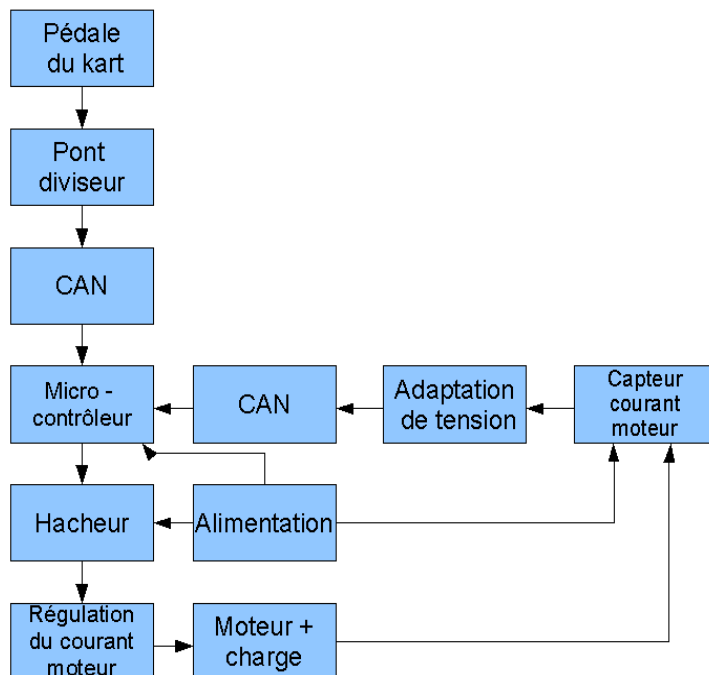 Pédale
du kart
Pont
diviseur
CAN
Micro -
contrôleur
CAN
Adaptation
de tension
Capteur
courant
moteur
Hacheur
Alimentation
Régulation
du courant
moteur
Moteur +
charge